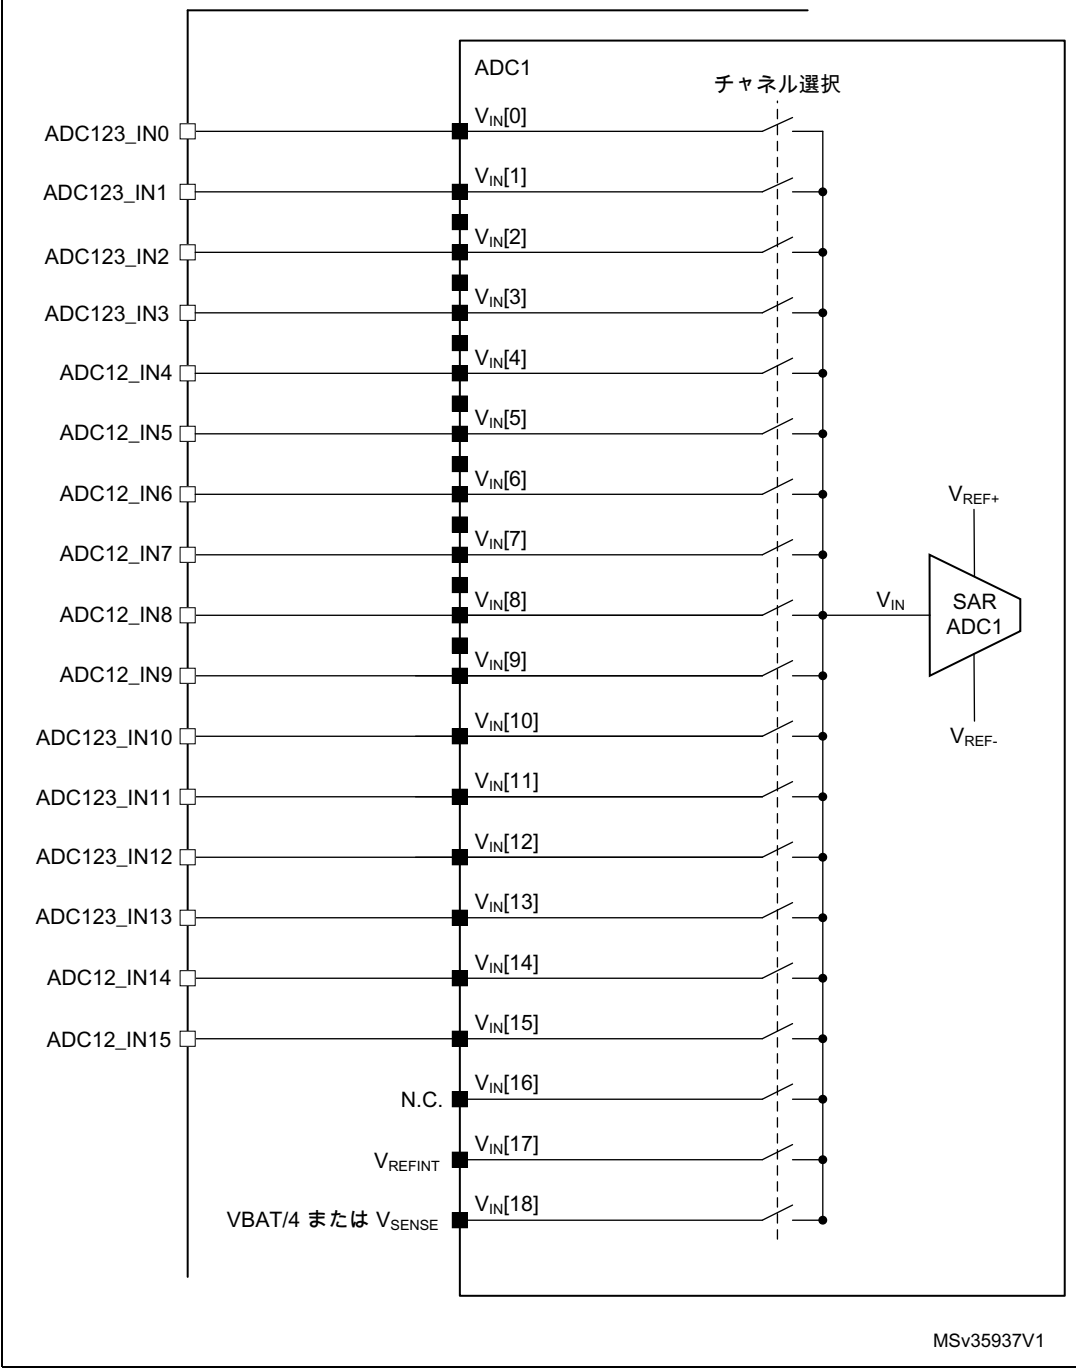 ADC1
チャネル選択
ADC123_IN0 VIN[0]
ADC123_IN1 VIN[1]
ADC123_IN2 VIN[2]
ADC123_IN3 VIN[3]
ADC12_IN4 VIN[4]
ADC12_IN5 VIN[5]
ADC12_IN6 VIN[6]
VREF+
ADC12_IN7 VIN[7]
ADC12_IN8 VIN[8] VIN SAR
ADC1
ADC12_IN9 VIN[9]
ADC123_IN10 VIN[10]
VREF-
ADC123_IN11 VIN[11]
ADC123_IN12 VIN[12]
ADC123_IN13 VIN[13]
ADC12_IN14 VIN[14]
ADC12_IN15 VIN[15]
N.C. VIN[16]
VREFINT VIN[17]
VBAT/4 または VSENSE VIN[18]
MSv35937V1